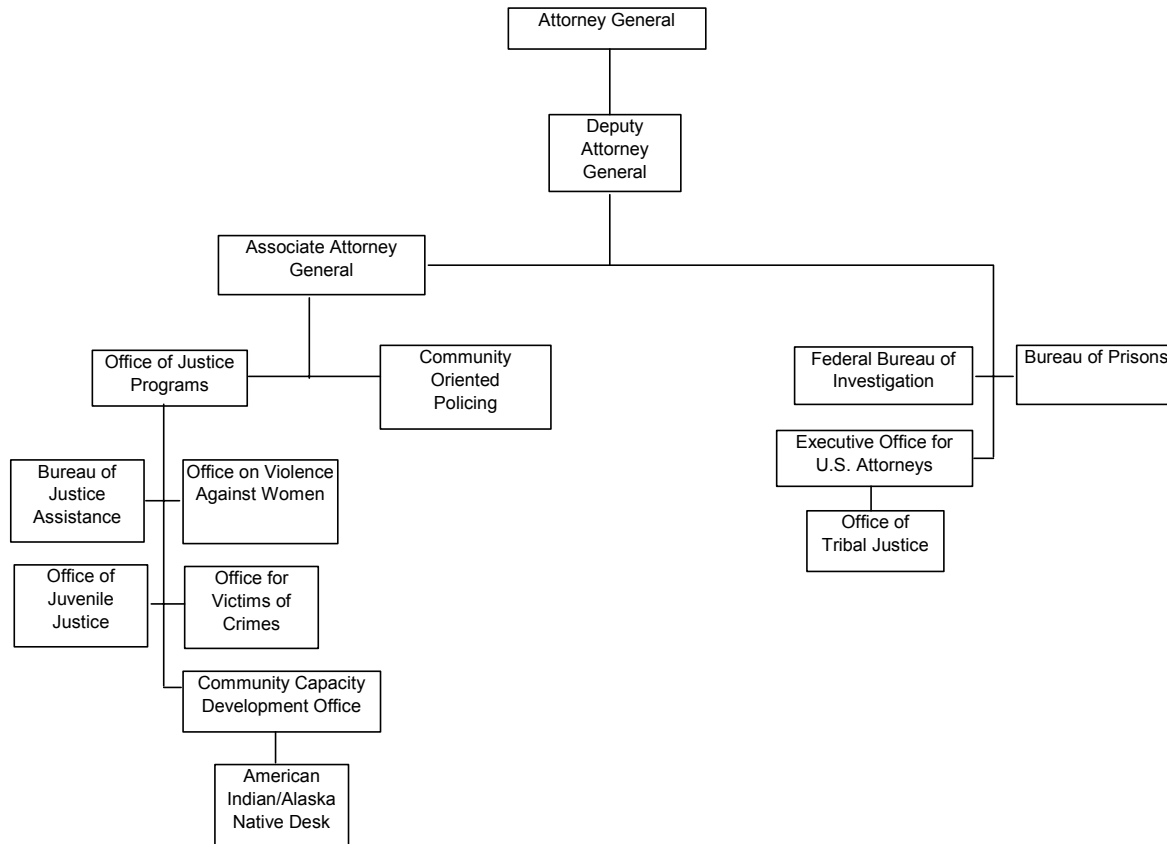 Attorney General
Deputy
Attorney
General
Associate Attorney
General
Office of Justice
Programs
Community
Oriented
Policing
Federal Bureau of
Investigation
Bureau of Prisons
Executive Office for
U.S. Attorneys
Office of
Tribal Justice
Bureau of
Justice
Assistance
Office on Violence
Against Women
Office of
Juvenile
Justice
Office for
Victims of
Crimes
Community Capacity
Development Office
American
Indian/Alaska
Native Desk